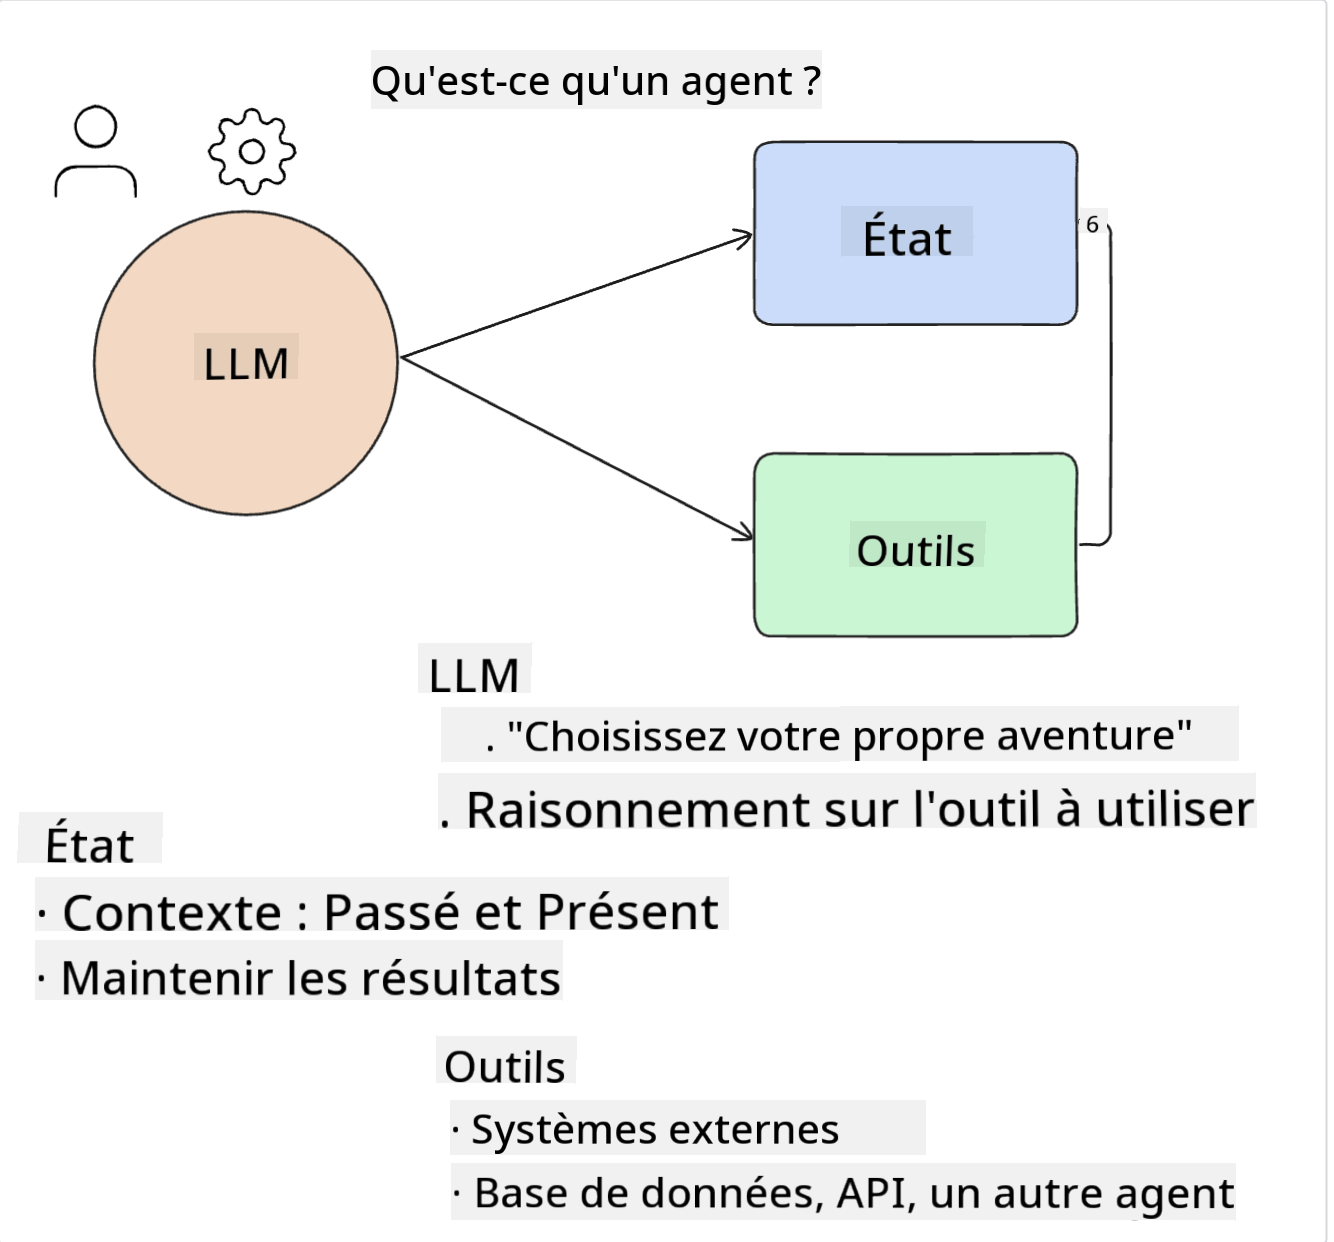 Qu'est-ce qu'un agent ?
État
6
LLM
Outils
LLM
. "Choisissez votre propre aventure"
. Raisonnement sur l'outil à utiliser
État
· Contexte : Passé et Présent
· Maintenir les résultats
Outils
· Systèmes externes
· Base de données, API, un autre agent